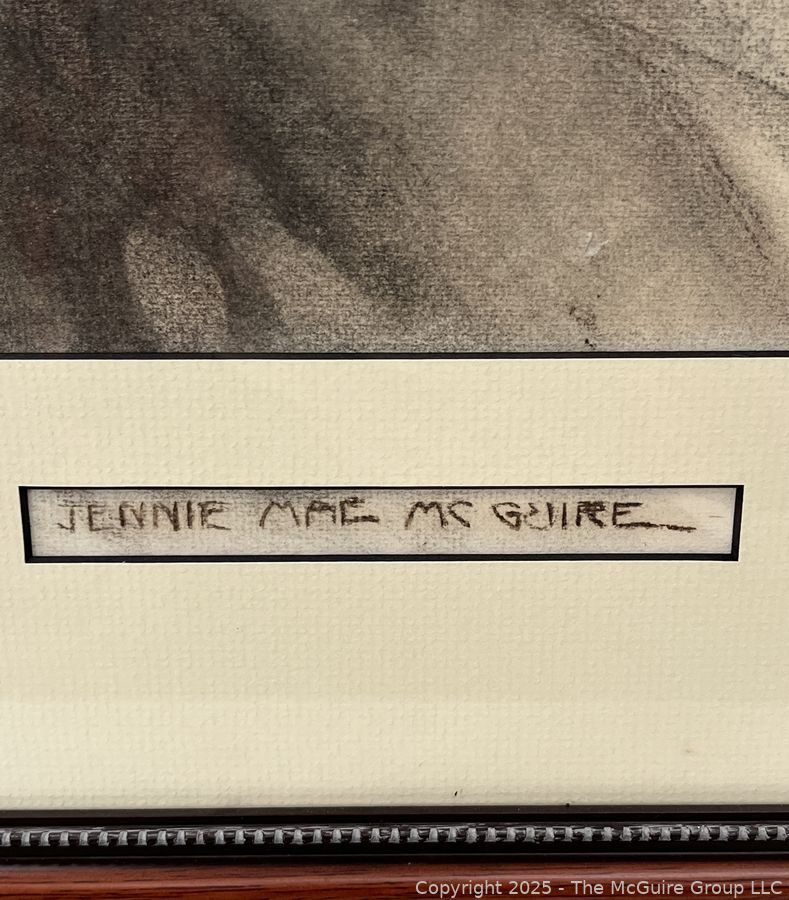 JENNIE MAE MC GUIRE
Copyright 2025 - The McGuire Group LLC